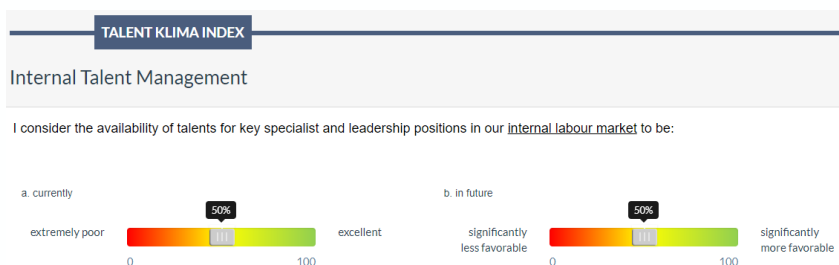 TALENT KLIMA INDEX
Internal Talent Management
I consider the availability of talents for key specialist and leadership positions in our internal labour market to be:
a. currently
50%
extremely poor
excellent
0
100
b. in future
50%
significantly
less favorable
significantly
more favorable
0
100